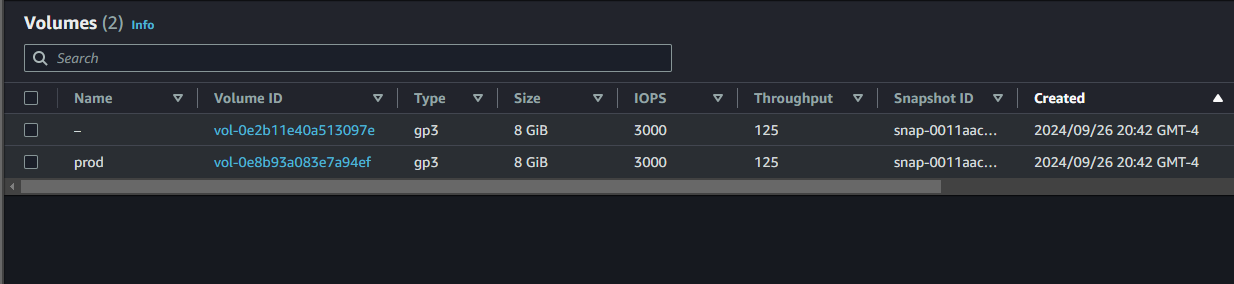 Volumes (2) Info
Search
Name Volume ID Type Size IOPS Throughput Snapshot ID Created
– vol-0e2b11e40a513097e gp3 8 GiB 3000 125 snap-0011aac... 2024/09/26 20:42 GMT-4
prod vol-0e8b93a083e7a94ef gp3 8 GiB 3000 125 snap-0011aac... 2024/09/26 20:42 GMT-4